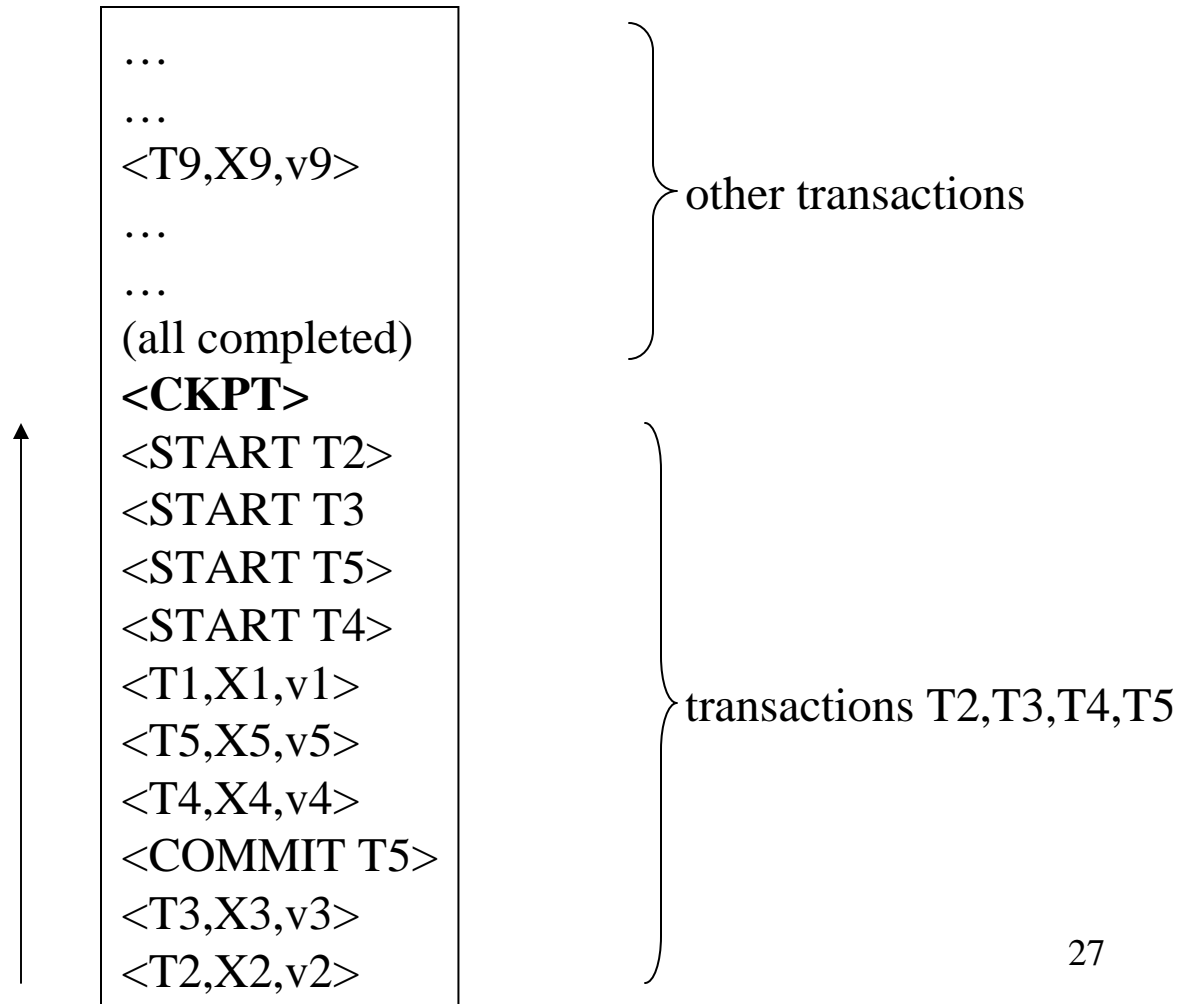 …
…
<T9,X9,v9>
…
…
(all completed)
<CKPT>
<START T2>
<START T3
<START T5>
<START T4>
<T1,X1,v1>
<T5,X5,v5>
<T4,X4,v4>
<COMMIT T5>
<T3,X3,v3>
<T2,X2,v2>
other transactions
transactions T2,T3,T4,T5
27